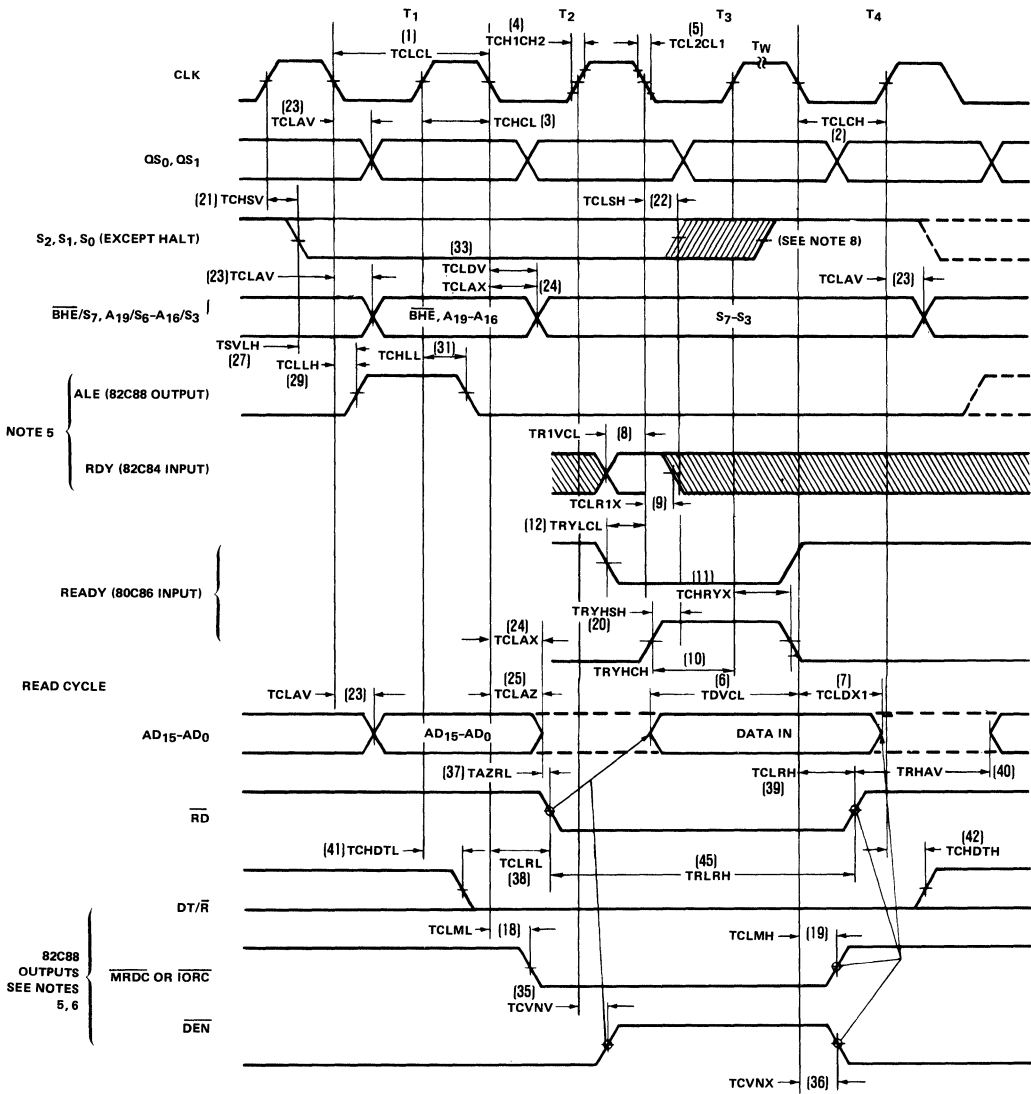 T1 T2 T3 T4
(1)
TCLCL
(4)
TCH1CH2
(5)
TCL2CL1
TW
CLK
(23)
TCLAV
TCHCL (3)
TCLCH
(2)
QS0, QS1
(21) TCHSV
TCLSH (22)
S2, S1, S0 (EXCEPT HALT)
(SEE NOTE 8)
(33)
TCLDV
TCLAX (24)
(23) TCLAV
TCLAV (23)
BHE/S7, A19/S6–A16/S3
BHE, A19–A16
S7–S3
TSVLH
(27)
TCLLH
(29)
TCHLL (31)
ALE (82C88 OUTPUT)
NOTE 5
TR1VCL (8)
RDY (82C84 INPUT)
TCLR1X (9)
(12) TRYLCL
READY (80C86 INPUT)
(11)
TCHRYX
TRYHSH
(20)
(24)
TCLAX
(10)
TRYHCH
READ CYCLE
TCLAV (23)
(25)
TCLAZ
(6)
TDVCL
(7)
TCLDX1
AD15–AD0
AD15–AD0
DATA IN
(37) TAZRL
TCLRH
(39)
TRHAV (40)
RD
(41) TCHDTL
TCLRL
(38)
(45)
TRLRH
(42)
TCHDTH
DT/R
TCLML (18)
TCLMH (19)
82C88
OUTPUTS
SEE NOTES
5, 6
MRDC OR IORC
(35)
TCVNV
DEN
TCVNX (36)